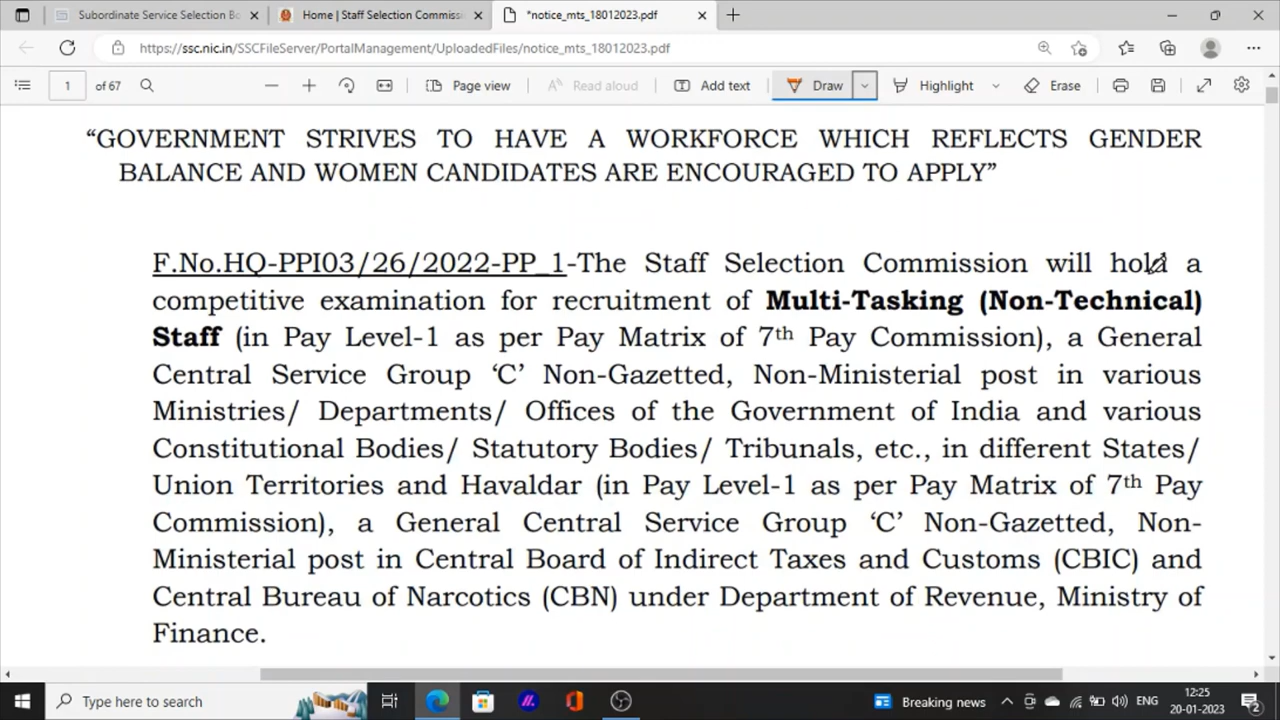 Subordinate Service Selection Bo
Home | Staff Selection Commissi
*notice_mts_18012023.pdf
https://ssc.nic.in/SSCFileServer/PortalManagement/UploadedFiles/notice_mts_18012023.pdf
1 of 67 Page view Read aloud Add text Draw Highlight Erase
“GOVERNMENT STRIVES TO HAVE A WORKFORCE WHICH REFLECTS GENDER
BALANCE AND WOMEN CANDIDATES ARE ENCOURAGED TO APPLY”
F.No.HQ-PPI03/26/2022-PP_1-The Staff Selection Commission will hold a
competitive examination for recruitment of Multi-Tasking (Non-Technical)
Staff (in Pay Level-1 as per Pay Matrix of 7th Pay Commission), a General
Central Service Group ‘C’ Non-Gazetted, Non-Ministerial post in various
Ministries/ Departments/ Offices of the Government of India and various
Constitutional Bodies/ Statutory Bodies/ Tribunals, etc., in different States/
Union Territories and Havaldar (in Pay Level-1 as per Pay Matrix of 7th Pay
Commission), a General Central Service Group ‘C’ Non-Gazetted, Non-
Ministerial post in Central Board of Indirect Taxes and Customs (CBIC) and
Central Bureau of Narcotics (CBN) under Department of Revenue, Ministry of
Finance.
Type here to search
Breaking news
ENG
12:25
20-01-2023
2